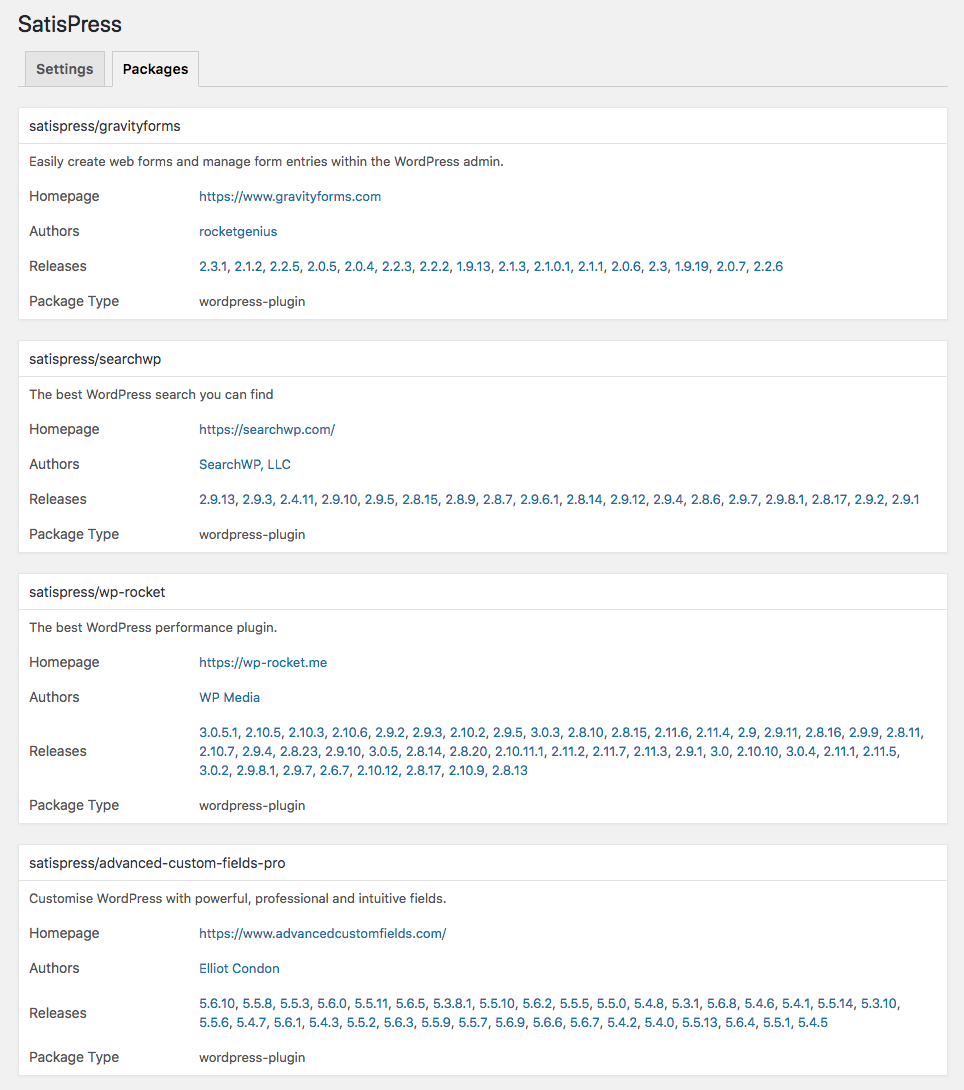 SatisPress
Settings Packages
satispress/gravityforms
Easily create web forms and manage form entries within the WordPress admin.
Homepage https://www.gravityforms.com
Authors rocketgenius
Releases 2.3.1, 2.1.2, 2.2.5, 2.0.5, 2.0.4, 2.2.3, 2.2.2, 1.9.13, 2.1.3, 2.1.0.1, 2.1.1, 2.0.6, 2.3, 1.9.19, 2.0.7, 2.2.6
Package Type wordpress-plugin
satispress/searchwp
The best WordPress search you can find
Homepage https://searchwp.com/
Authors SearchWP, LLC
Releases 2.9.13, 2.9.3, 2.4.11, 2.9.10, 2.9.5, 2.8.15, 2.8.9, 2.8.7, 2.9.6.1, 2.8.14, 2.9.12, 2.9.4, 2.8.6, 2.9.7, 2.9.8.1, 2.8.17, 2.9.2, 2.9.1
Package Type wordpress-plugin
satispress/wp-rocket
The best WordPress performance plugin.
Homepage https://wp-rocket.me
Authors WP Media
3.0.5.1, 2.10.5, 2.10.3, 2.10.6, 2.9.2, 2.9.3, 2.10.2, 2.9.5, 3.0.3, 2.8.10, 2.8.15, 2.11.6, 2.11.4, 2.9, 2.9.11, 2.8.16, 2.9.9, 2.8.11,
Releases 2.10.7, 2.9.4, 2.8.23, 2.9.10, 3.0.5, 2.8.14, 2.8.20, 2.10.11.1, 2.11.2, 2.11.7, 2.11.3, 2.9.1, 3.0, 2.10.10, 3.0.4, 2.11.1, 2.11.5,
3.0.2, 2.9.8.1, 2.9.7, 2.6.7, 2.10.12, 2.8.17, 2.10.9, 2.8.13
Package Type wordpress-plugin
satispress/advanced-custom-fields-pro
Customise WordPress with powerful, professional and intuitive fields.
Homepage https://www.advancedcustomfields.com/
Authors Elliot Condon
Releases 5.6.10, 5.5.8, 5.5.3, 5.6.0, 5.5.11, 5.6.5, 5.3.8.1, 5.5.10, 5.6.2, 5.5.5, 5.5.0, 5.4.8, 5.3.1, 5.6.8, 5.4.6, 5.4.1, 5.5.14, 5.3.10,
5.5.6, 5.4.7, 5.6.1, 5.4.3, 5.5.2, 5.6.3, 5.5.9, 5.5.7, 5.6.9, 5.6.6, 5.6.7, 5.4.2, 5.4.0, 5.5.13, 5.6.4, 5.5.1, 5.4.5
Package Type wordpress-plugin